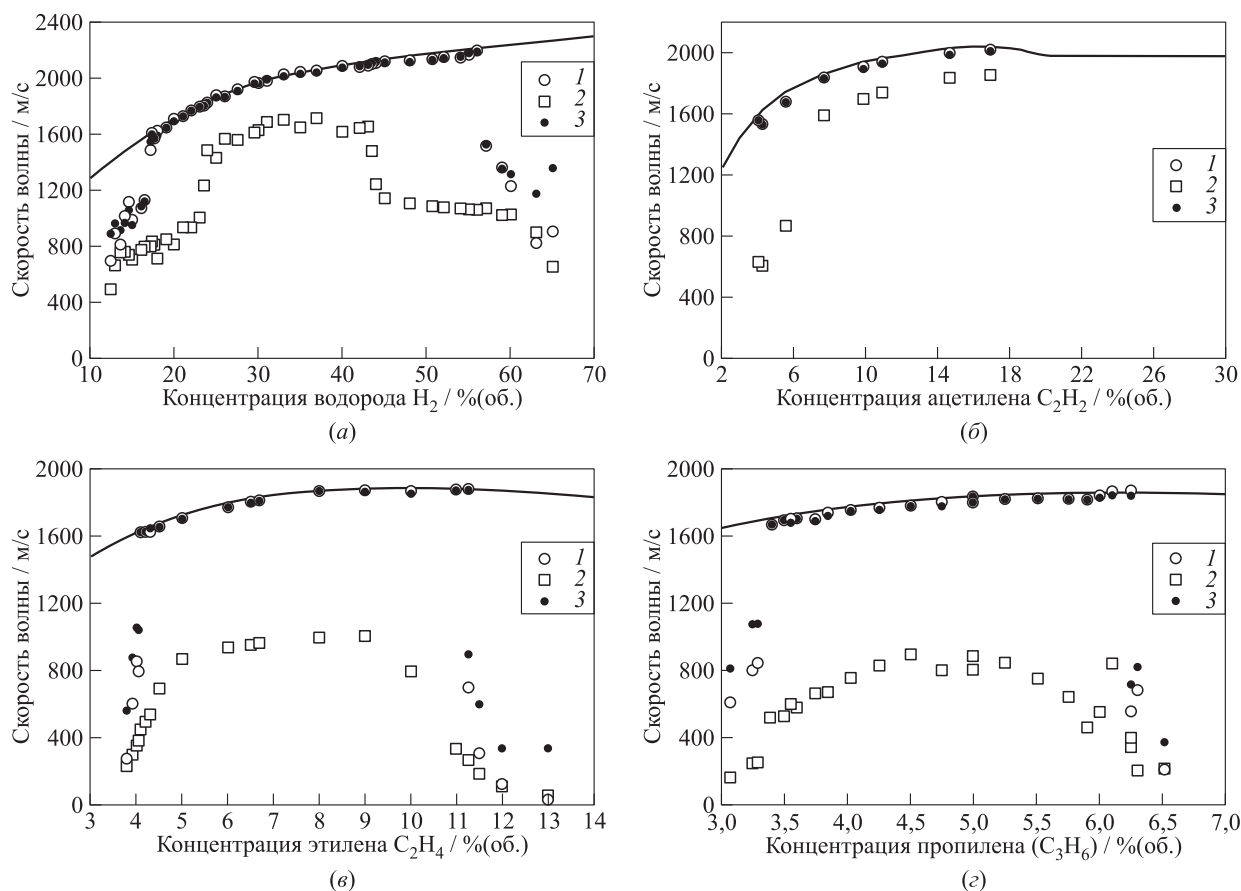 2400
2000
1600
1200
800
400
0
Скорость волны / м/с
1
2
3
10 20 30 40 50 60 70
Концентрация водорода H2 / %(об.)
(а)
2000
1600
1200
800
400
0
Скорость волны / м/с
1
2
3
2 6 10 14 18 22 26 30
Концентрация ацетилена C2H2 / %(об.)
(б)
2000
1600
1200
800
400
0
Скорость волны / м/с
1
2
3
3 4 5 6 7 8 9 10 11 12 13 14
Концентрация этилена C2H4 / %(об.)
(в)
2000
1600
1200
800
400
0
Скорость волны / м/с
1
2
3
3,0 3,5 4,0 4,5 5,0 5,5 6,0 6,5 7,0
Концентрация пропилена (C3H6) / %(об.)
(г)